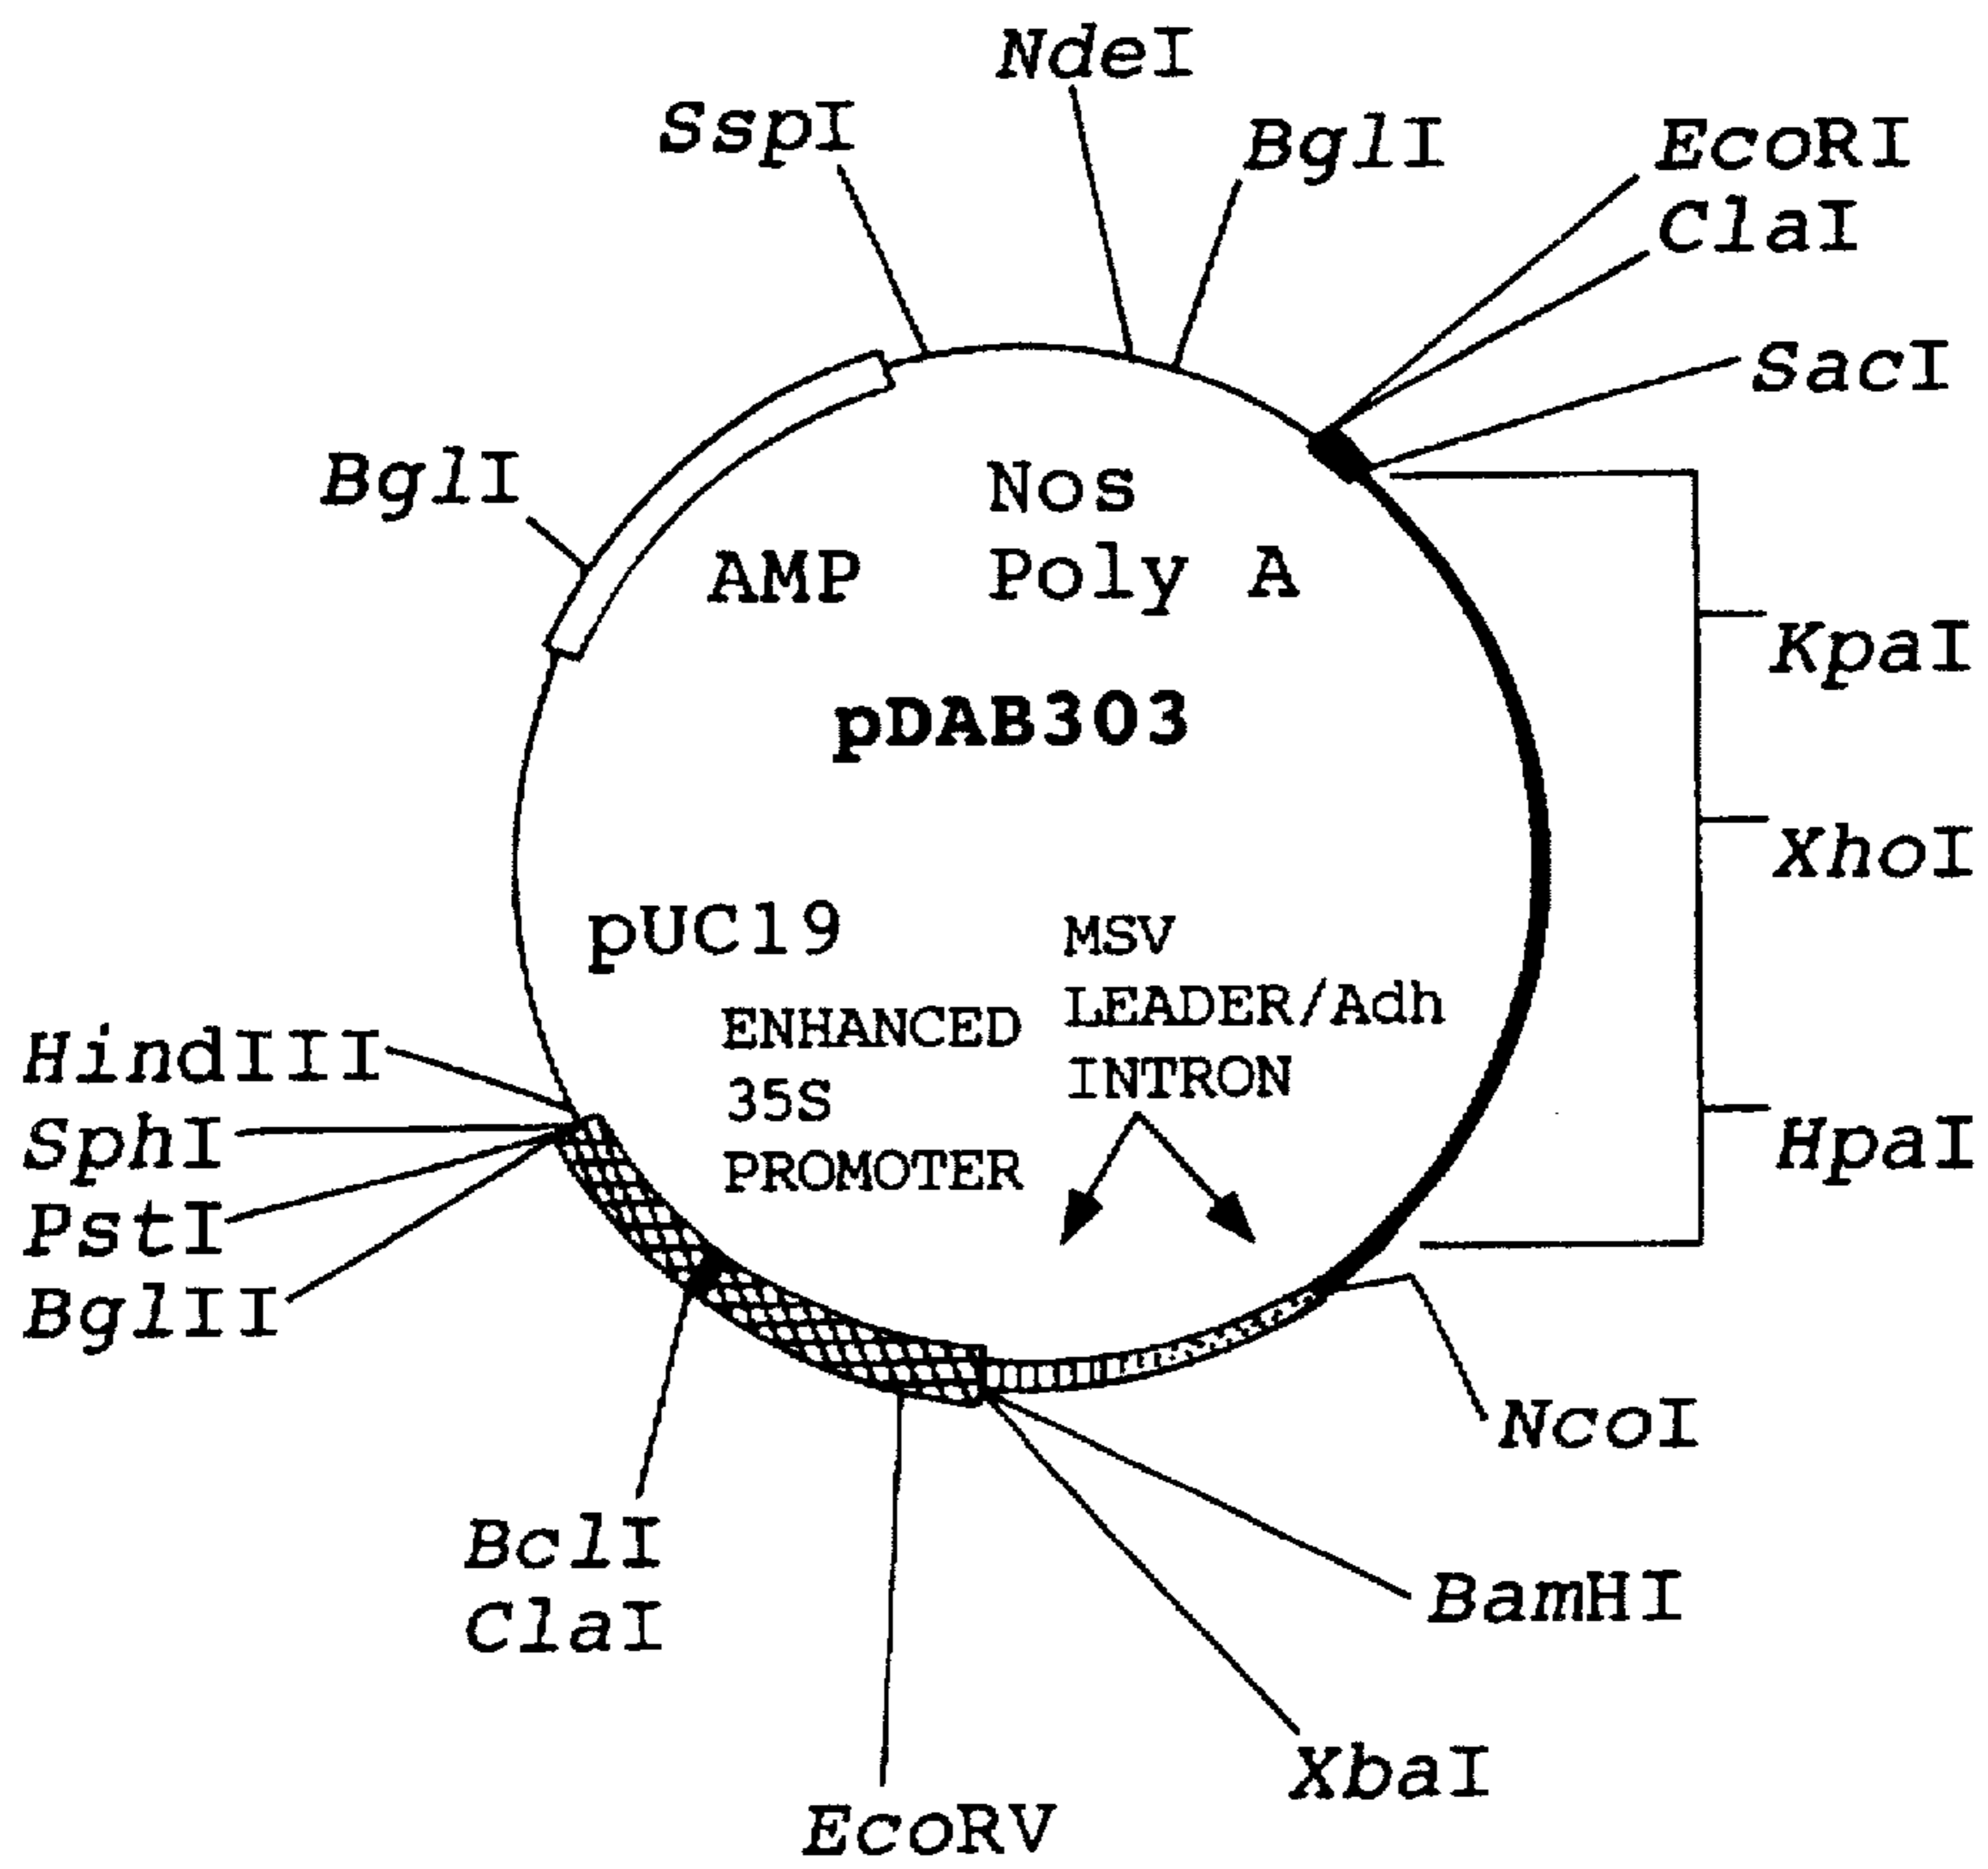 NdeI
SspI
BglI
EcoRI
ClaI
SacI
BglI
Nos
Poly A
AMP
KpaI
pDAB303
XhoI
pUC19
MSV
LEADER/Adh
INTRON
ENHANCED
35S
PROMOTER
HpaI
HindIII
SphI
PstI
BglII
NcoI
BclI
ClaI
BamHI
XbaI
EcoRV